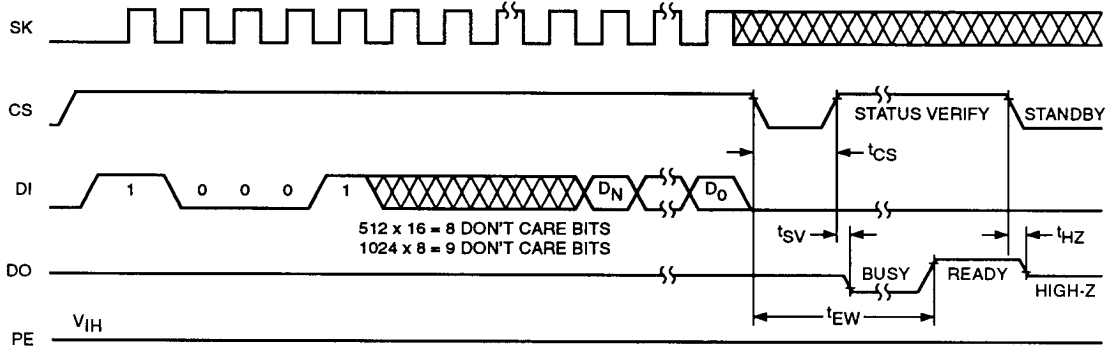 SK
CS
STATUS VERIFY
STANDBY
tCS
DI
1 0 0 0 1
DN
D0
512 x 16 = 8 DON'T CARE BITS
1024 x 8 = 9 DON'T CARE BITS
tSV
tHZ
DO
BUSY
READY
HIGH-Z
tEW
VIH
PE